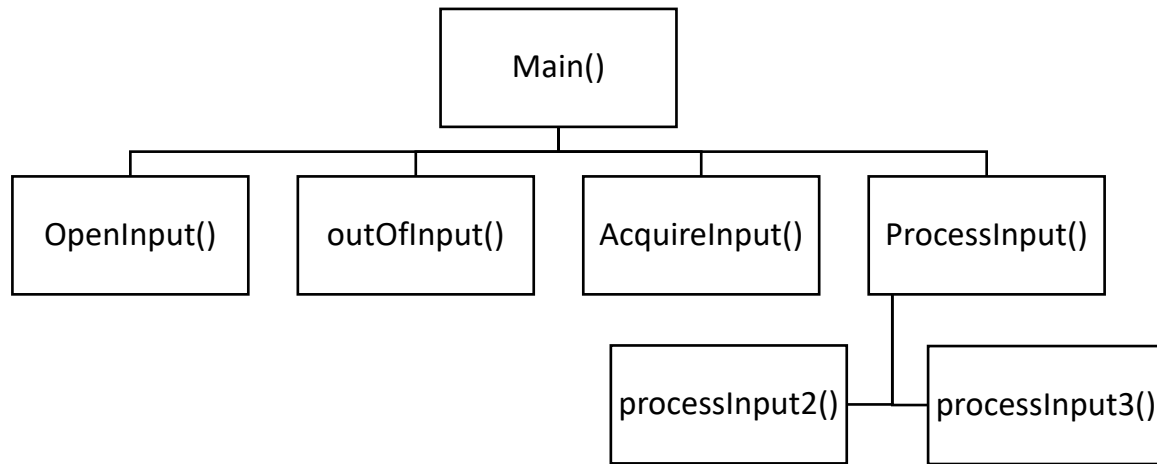 Main()
OpenInput()
outOfInput()
AcquireInput()
ProcessInput()
processInput2()
processInput3()